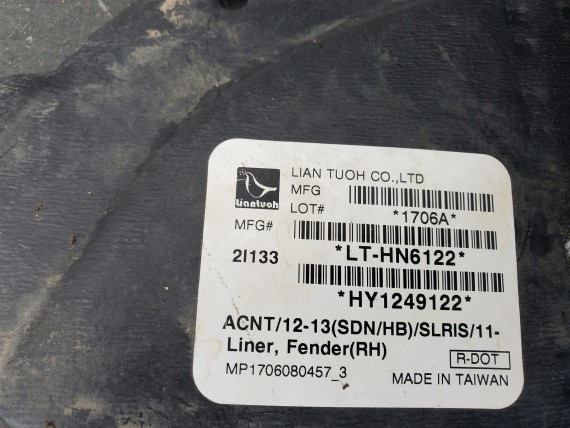 Liantuoh
LIAN TUOH CO.,LTD
MFG
LOT# *1706A*
MFG#
2I133 *LT-HN6122*
*HY1249122*
ACNT/12-13(SDN/HB)/SLRIS/11-
Liner, Fender(RH)
R-DOT
MP1706080457_3 MADE IN TAIWAN